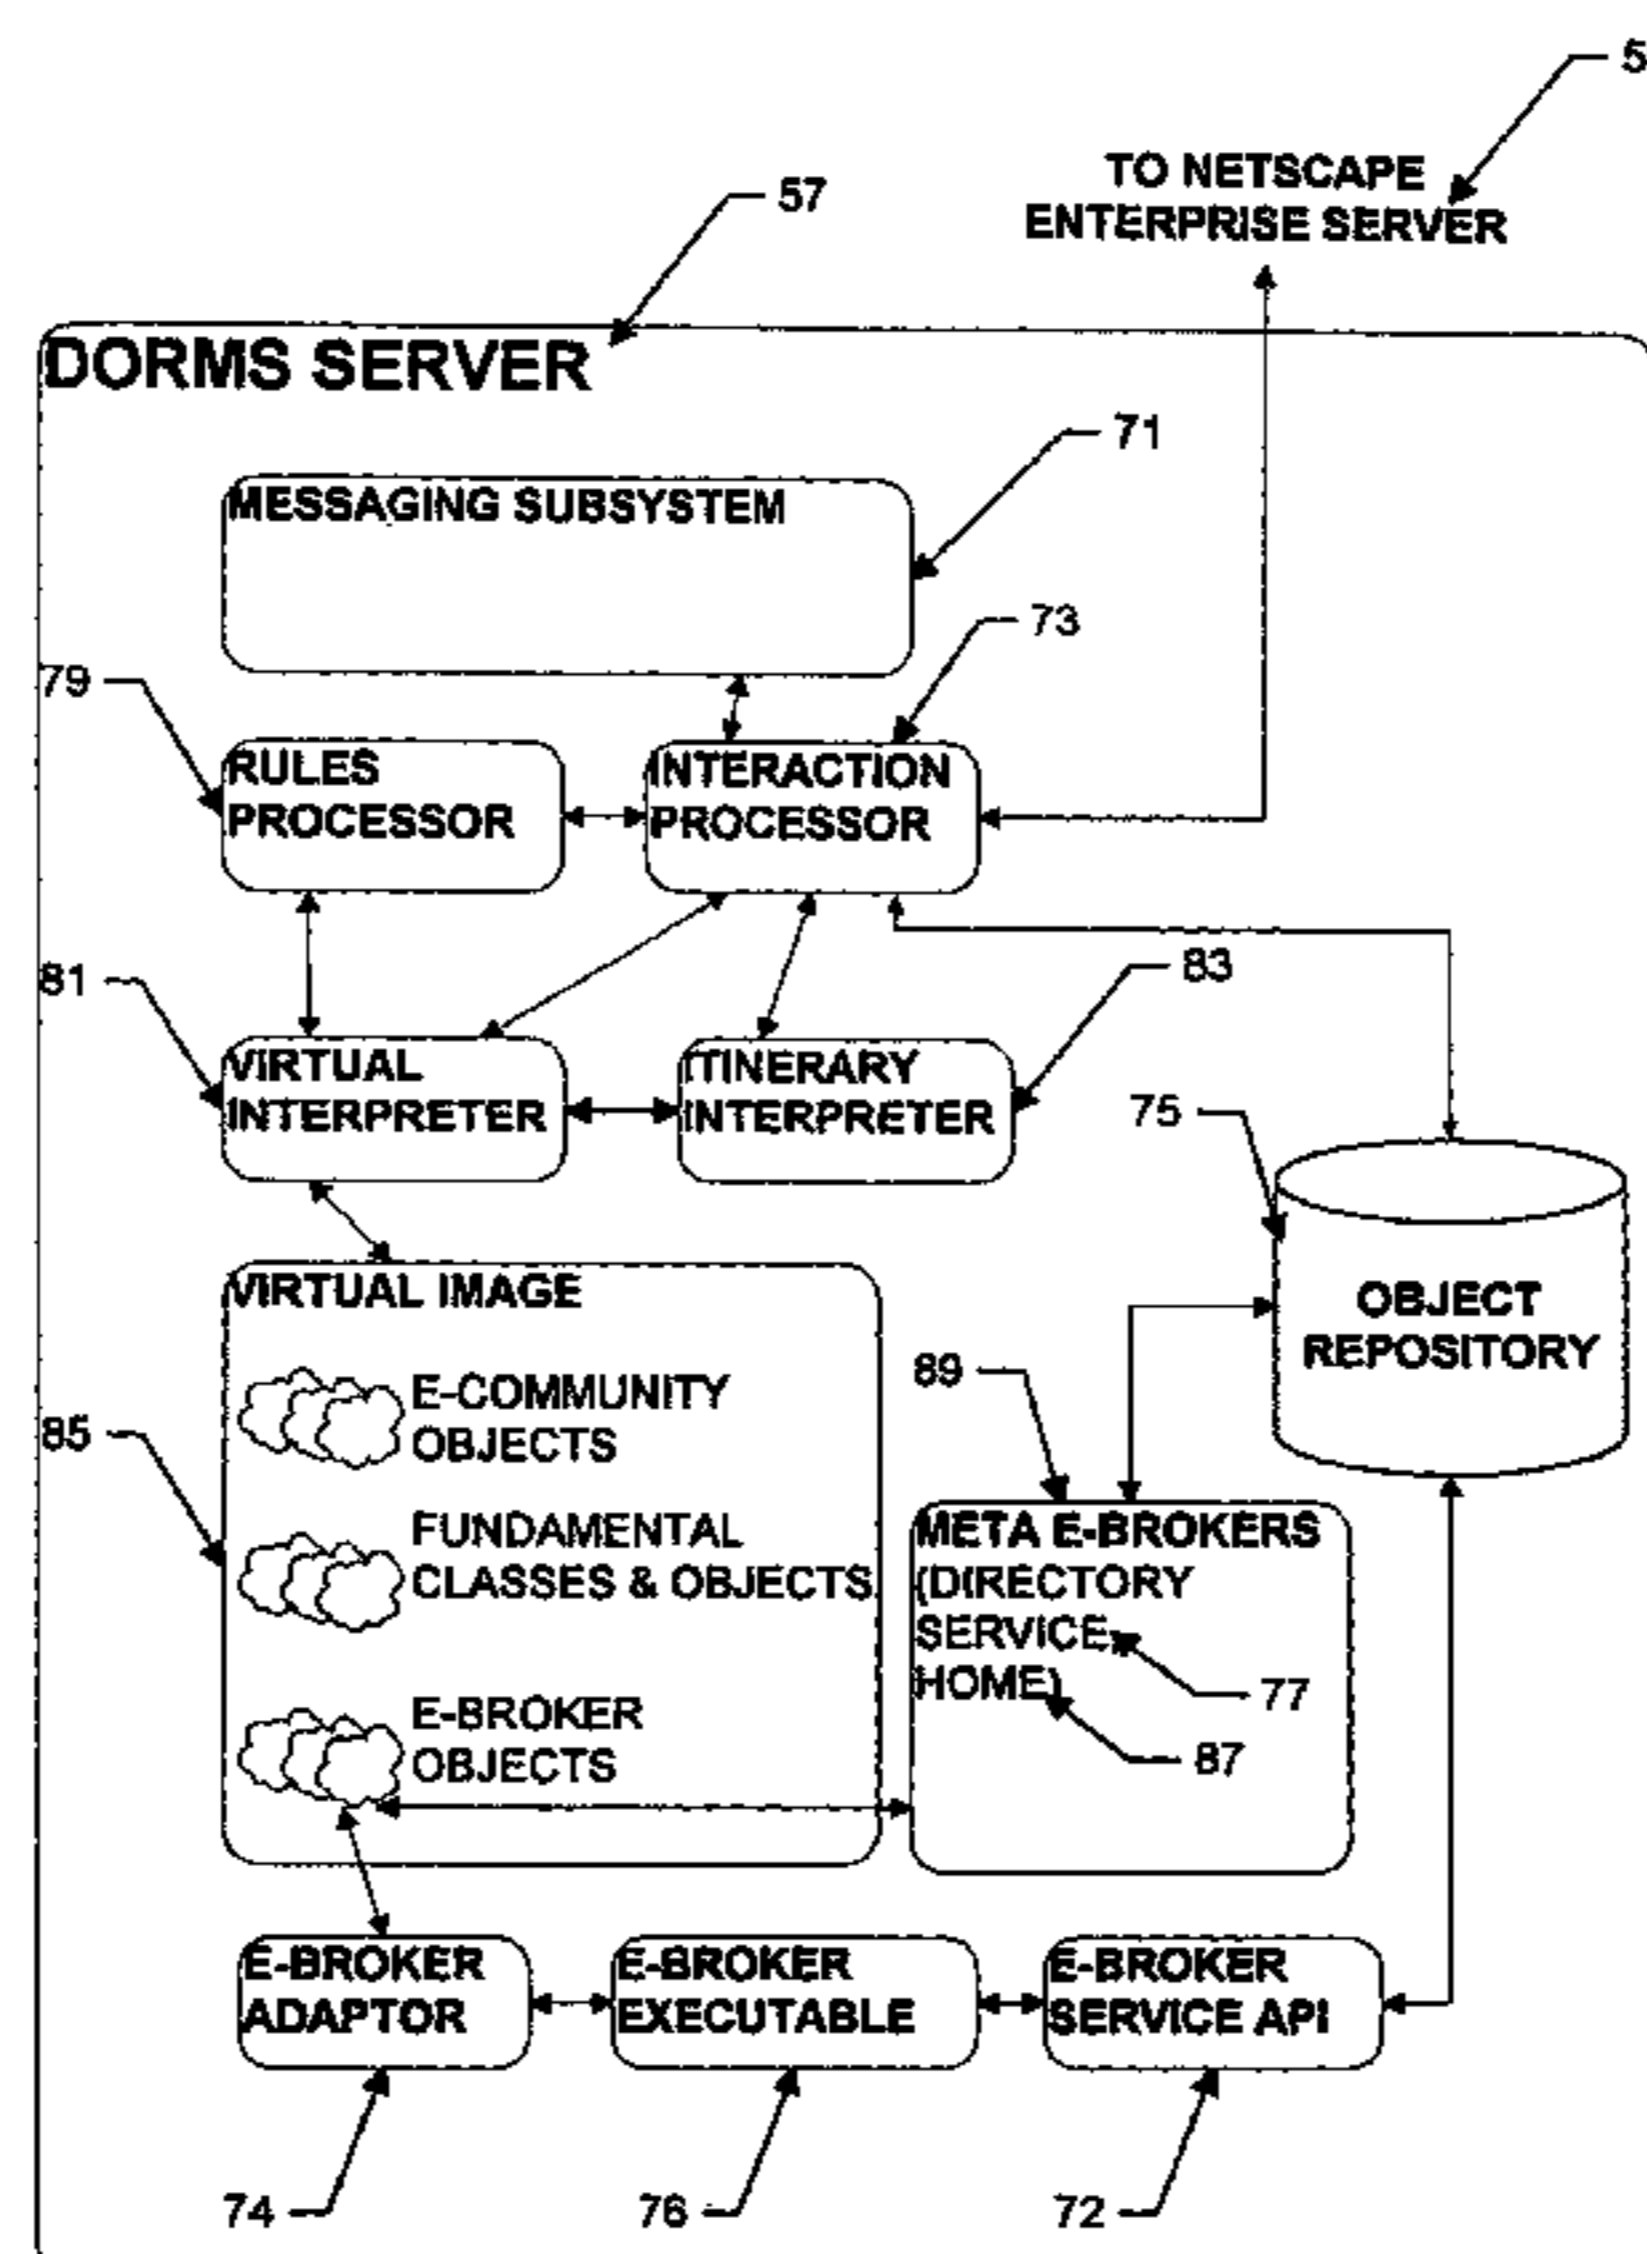 5
TO NETSCAPE
ENTERPRISE SERVER
57
DORMS SERVER
71
MESSAGING SUBSYSTEM
73
79
RULES
PROCESSOR
INTERACTION
PROCESSOR
81
83
VIRTUAL
INTERPRETER
ITINERARY
INTERPRETER
75
OBJECT
REPOSITORY
VIRTUAL IMAGE
E-COMMUNITY
OBJECTS
85
FUNDAMENTAL
CLASSES & OBJECTS
E-BROKER
OBJECTS
89
META E-BROKERS
(DIRECTORY
SERVICE
HOME)
77
87
E-BROKER
ADAPTOR
E-BROKER
EXECUTABLE
E-BROKER
SERVICE API
74
76
72